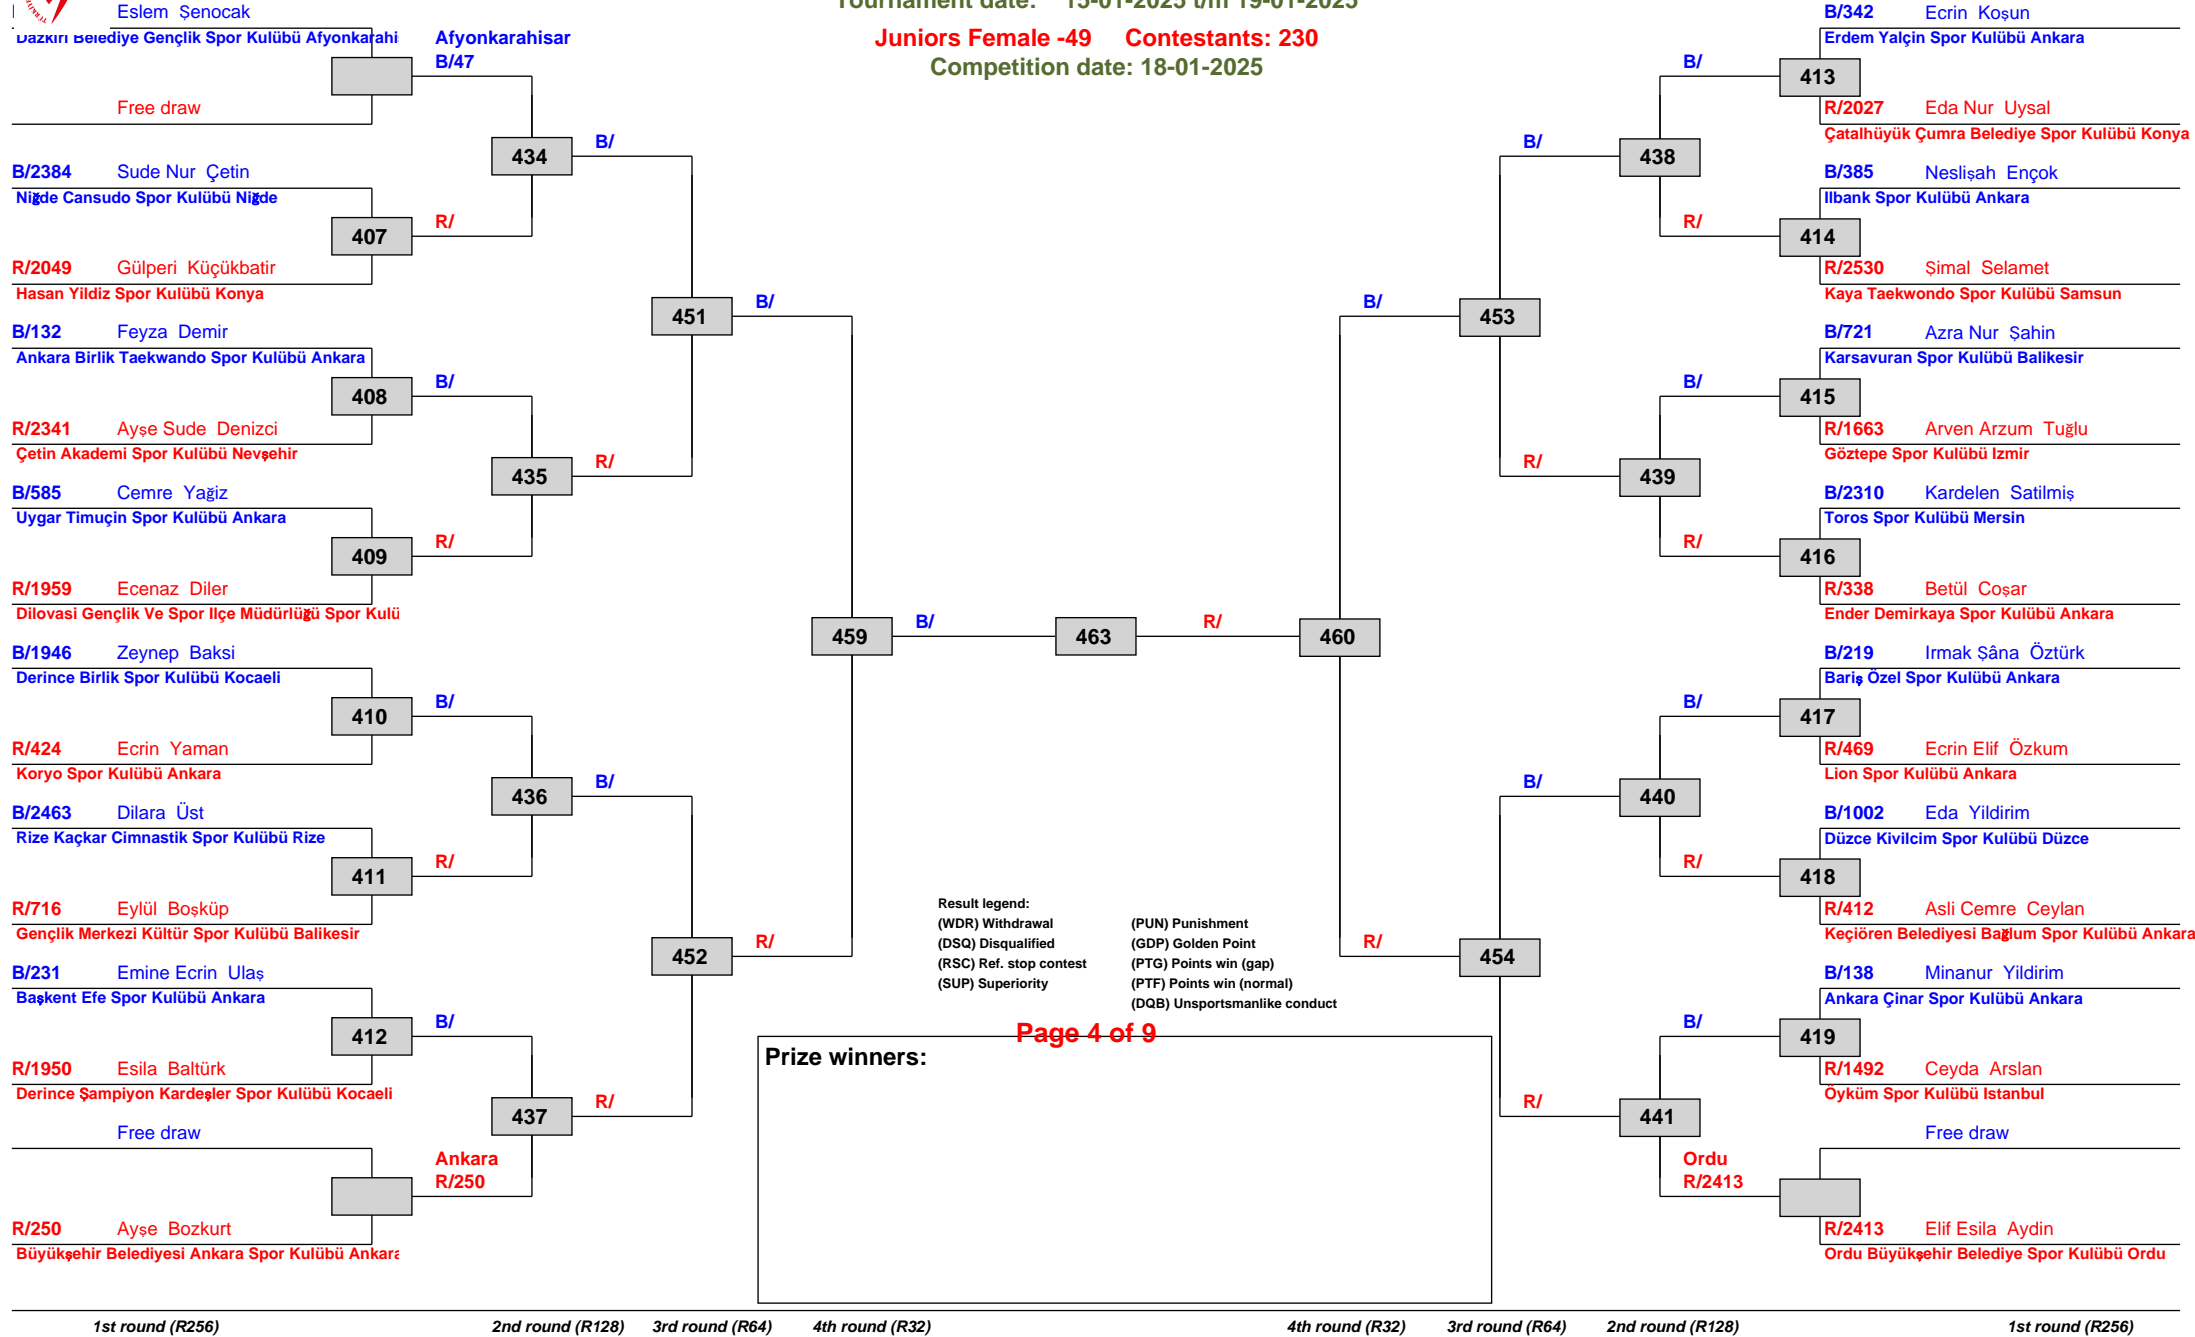 Tournament date: 15-01-2025 t/m 19-01-2025
Juniors Female -49 Contestants: 230
Competition date: 18-01-2025
Eslem Şenocak
Dazkiri Belediye Gençlik Spor Kulübü Afyonkarahi
Afyonkarahisar
B/47
Free draw
B/2384 Sude Nur Çetin
Niğde Cansudo Spor Kulübü Niğde
407
R/
R/2049 Gülperi Küçükbatir
Hasan Yildiz Spor Kulübü Konya
434
B/
B/132 Feyza Demir
Ankara Birlik Taekwando Spor Kulübü Ankara
408
B/
R/2341 Ayşe Sude Denizci
Çetin Akademi Spor Kulübü Nevşehir
435
R/
B/585 Cemre Yağiz
Uygar Timuçin Spor Kulübü Ankara
409
R/
R/1959 Ecenaz Diler
Dilovasi Gençlik Ve Spor Ilçe Müdürlüğü Spor Kulü
451
B/
B/1946 Zeynep Baksi
Derince Birlik Spor Kulübü Kocaeli
410
B/
R/424 Ecrin Yaman
Koryo Spor Kulübü Ankara
436
B/
B/2463 Dilara Üst
Rize Kaçkar Cimnastik Spor Kulübü Rize
411
R/
R/716 Eylül Boşküp
Gençlik Merkezi Kültür Spor Kulübü Balikesir
452
R/
B/231 Emine Ecrin Ulaş
Başkent Efe Spor Kulübü Ankara
412
B/
R/1950 Esila Baltürk
Derince Şampiyon Kardeşler Spor Kulübü Kocaeli
437
R/
Free draw
Ankara
R/250
R/250 Ayşe Bozkurt
Büyükşehir Belediyesi Ankara Spor Kulübü Ankara
459
B/
463
R/
460
B/342 Ecrin Koşun
Erdem Yalçin Spor Kulübü Ankara
B/
413
R/2027 Eda Nur Uysal
Çatalhüyük Çumra Belediye Spor Kulübü Konya
B/
438
B/385 Neslişah Ençok
Ilbank Spor Kulübü Ankara
R/
414
R/2530 Şimal Selamet
Kaya Taekwondo Spor Kulübü Samsun
B/
453
B/721 Azra Nur Şahin
Karsavuran Spor Kulübü Balikesir
B/
415
R/1663 Arven Arzum Tuğlu
Göztepe Spor Kulübü Izmir
R/
439
B/2310 Kardelen Satilmiş
Toros Spor Kulübü Mersin
R/
416
R/338 Betül Coşar
Ender Demirkaya Spor Kulübü Ankara
B/219 Irmak Şâna Öztürk
Bariş Özel Spor Kulübü Ankara
B/
417
R/469 Ecrin Elif Özkum
Lion Spor Kulübü Ankara
B/
440
B/1002 Eda Yildirim
Düzce Kivilcim Spor Kulübü Düzce
R/
418
R/412 Asli Cemre Ceylan
Keçiören Belediyesi Bağlum Spor Kulübü Ankara
R/
454
B/138 Minanur Yildirim
Ankara Çinar Spor Kulübü Ankara
B/
419
R/1492 Ceyda Arslan
Öyküm Spor Kulübü Istanbul
R/
441
Free draw
Ordu
R/2413
R/2413 Elif Esila Aydin
Ordu Büyükşehir Belediye Spor Kulübü Ordu
Result legend:
(WDR) Withdrawal (PUN) Punishment
(DSQ) Disqualified (GDP) Golden Point
(RSC) Ref. stop contest (PTG) Points win (gap)
(SUP) Superiority (PTF) Points win (normal)
(DQB) Unsportsmanlike conduct
Page 4 of 9
Prize winners:
1st round (R256) 2nd round (R128) 3rd round (R64) 4th round (R32) 4th round (R32) 3rd round (R64) 2nd round (R128) 1st round (R256)